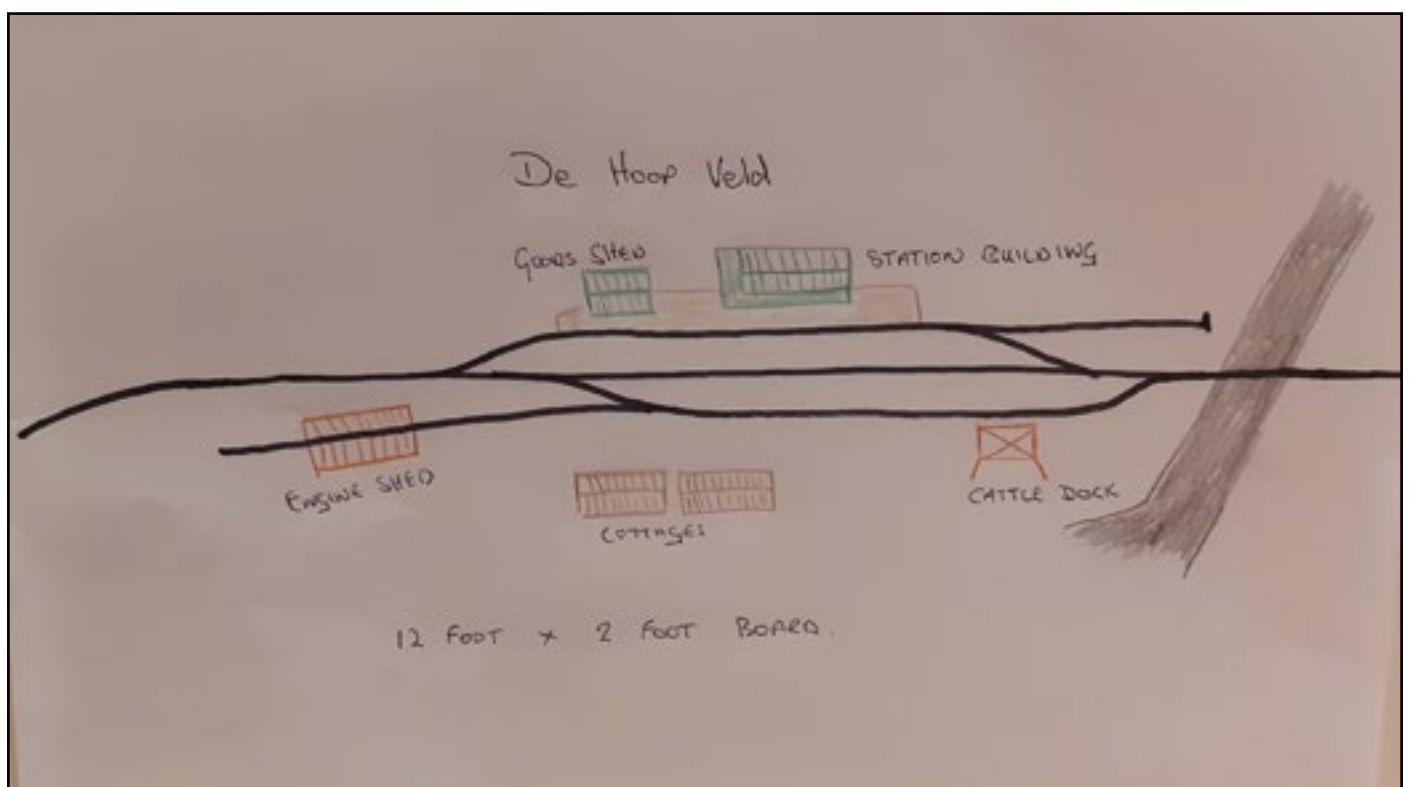 De Hoop Veld
GOODS SHED
STATION BUILDING
ENGINE SHED
CATTLE DOCK
COTTAGES
12 FOOT x 2 FOOT BOARD.